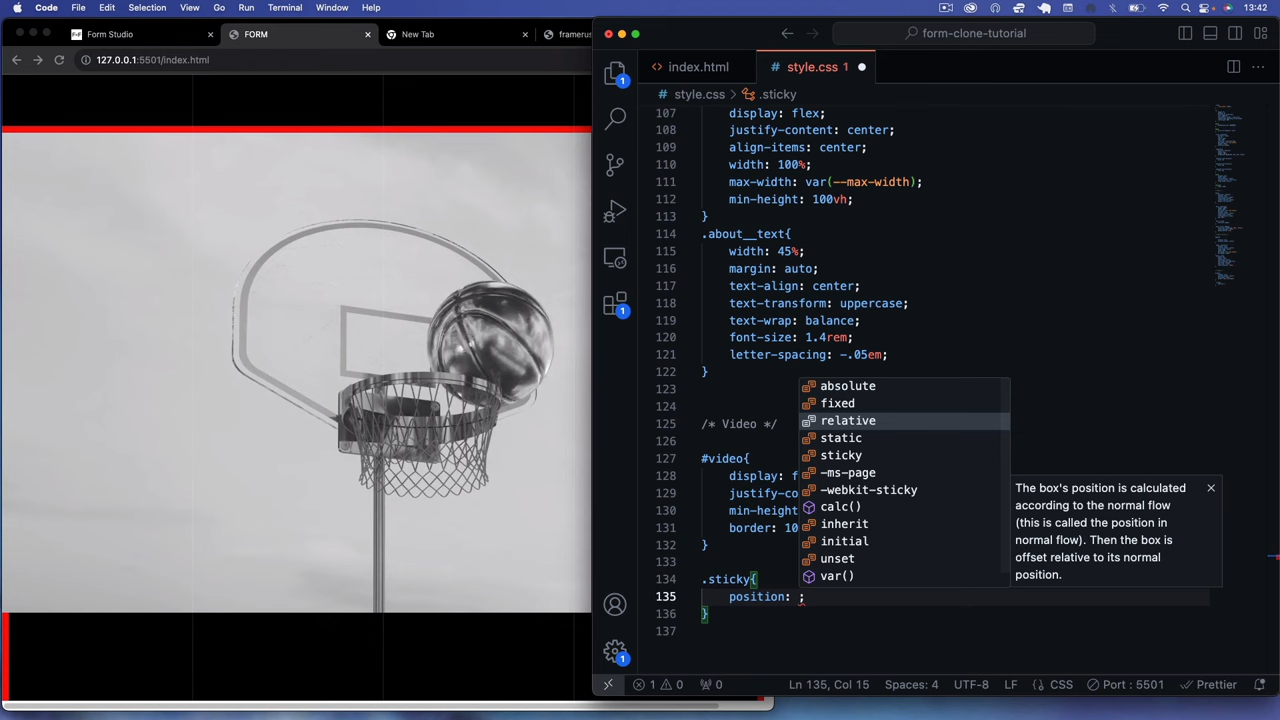 Code File Edit Selection View Go Run Terminal Window Help 13:42
Form Studio FORM New Tab framerus
127.0.0.1:5501/index.html
form-clone-tutorial
index.html style.css 1
style.css > .sticky
107 display: flex;
108 justify-content: center;
109 align-items: center;
110 width: 100%;
111 max-width: var(--max-width);
112 min-height: 100vh;
113 }
114 .about__text{
115 width: 45%;
116 margin: auto;
117 text-align: center;
118 text-transform: uppercase;
119 text-wrap: balance;
120 font-size: 1.4rem;
121 letter-spacing: -.05em;
122 }
123
124
125 /* Video */
126
127 #video{
128 display: f
129 justify-co
130 min-height
131 border: 10
132 }
133
134 .sticky{
135 position: ;
136 }
137
absolute
fixed
relative
static
sticky
-ms-page
-webkit-sticky
calc()
inherit
initial
unset
var()
The box's position is calculated
according to the normal flow
(this is called the position in
normal flow). Then the box is
offset relative to its normal
position.
1
1
1
1 0 0 Ln 135, Col 15 Spaces: 4 UTF-8 LF {} CSS Port : 5501 Prettier